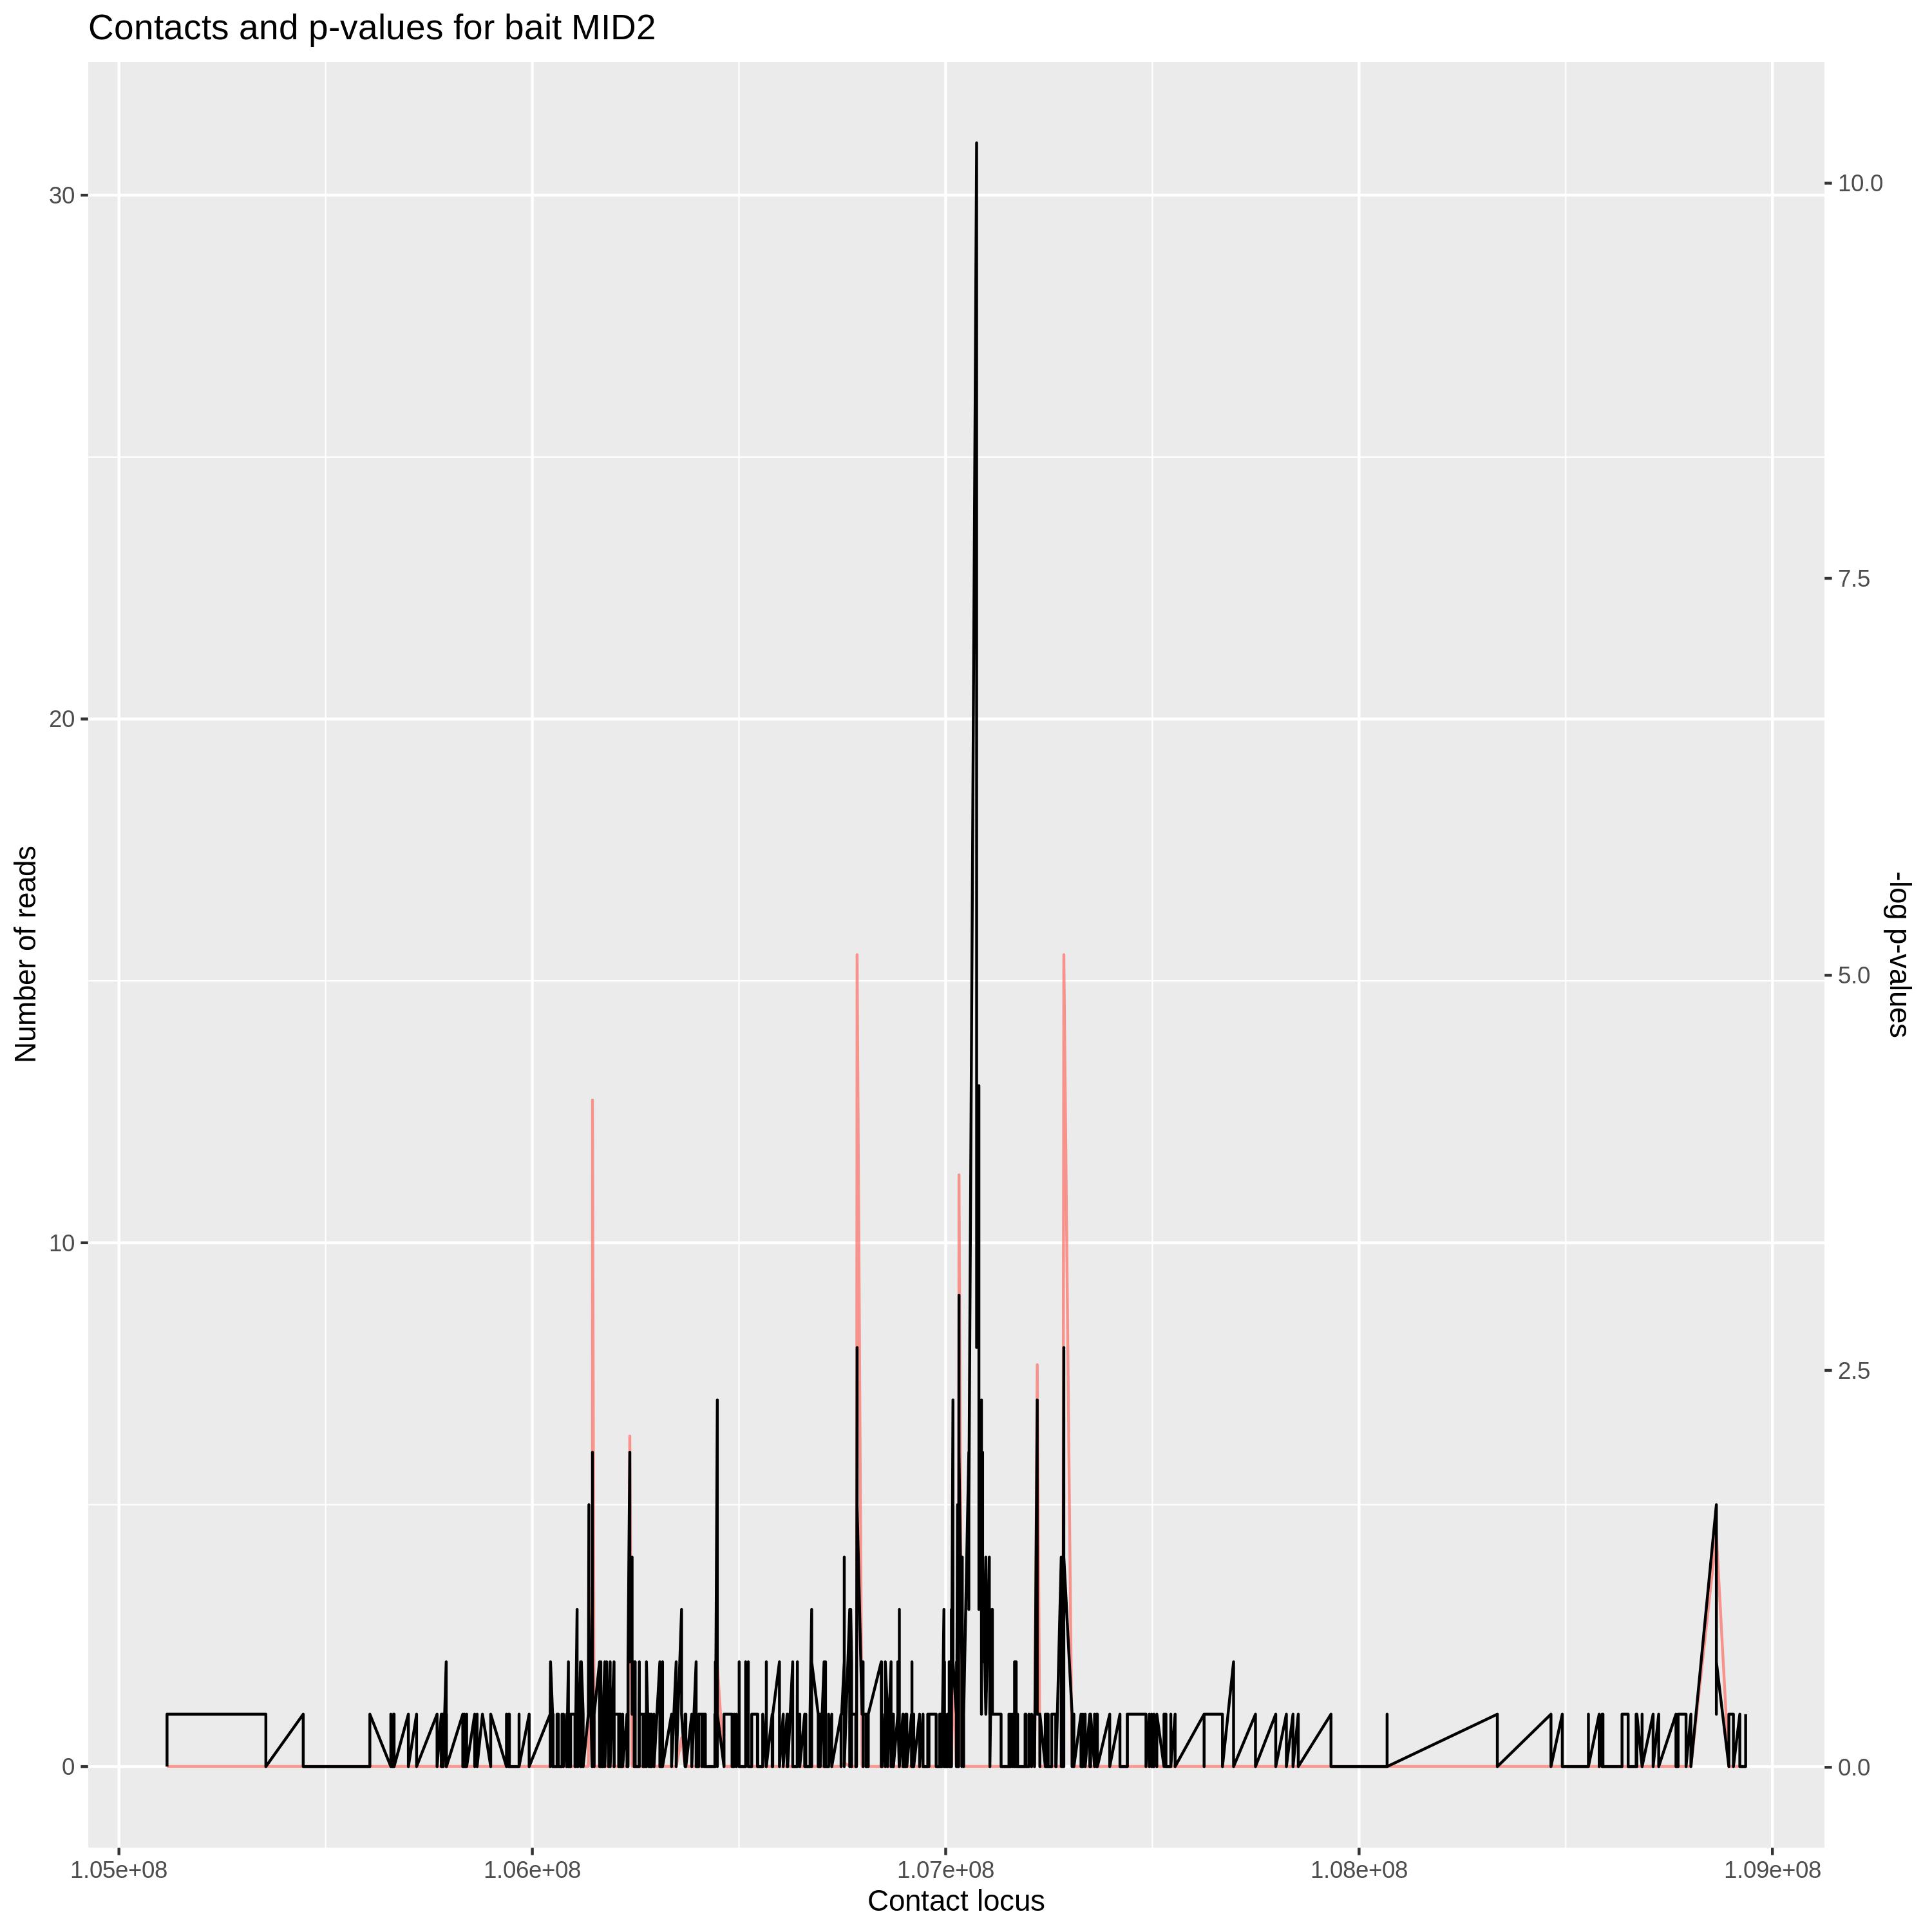 Contacts and p-values for bait MID2
30
20
10
0
Number of reads
10.0
7.5
5.0
2.5
0.0
-log p-values
1.05e+08
1.06e+08
1.07e+08
1.08e+08
1.09e+08
Contact locus